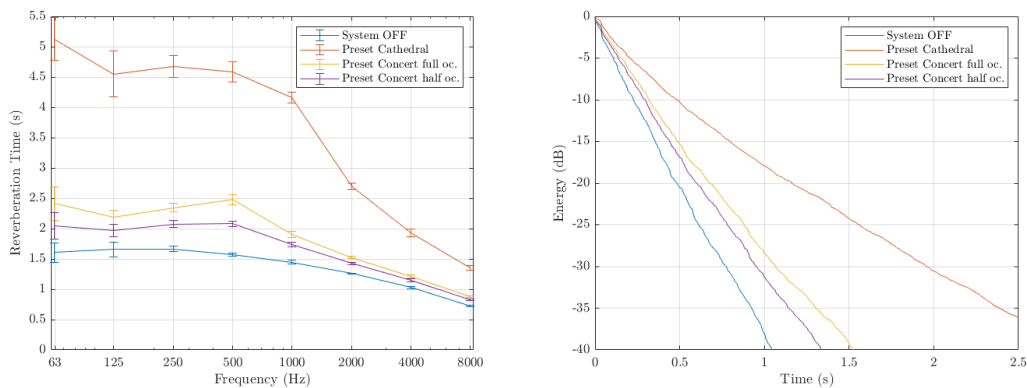 5.5
5
4.5
4
3.5
3
2.5
2
1.5
1
0.5
0
Reverberation Time (s)
System OFF
Preset Cathedral
Preset Concert full oc.
Preset Concert half oc.
63 125 250 500 1000 2000 4000 8000
Frequency (Hz)
0
-5
-10
-15
-20
-25
-30
-35
-40
Energy (dB)
System OFF
Preset Cathedral
Preset Concert full oc.
Preset Concert half oc.
0 0.5 1 1.5 2 2.5
Time (s)